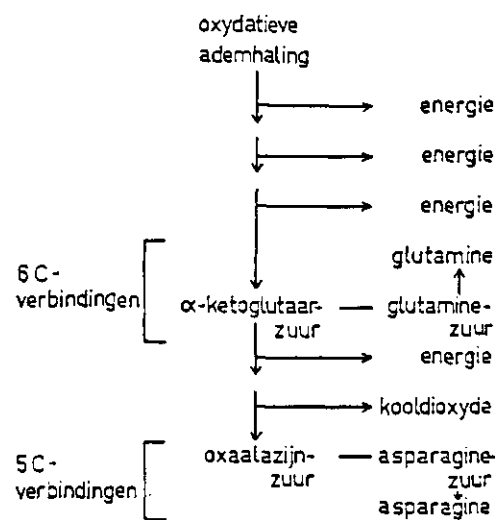 oxydatieve
ademhaling
energie
energie
energie
glutamine
6 C-
verbindingen
α-ketoglutaar-
zuur
glutamine-
zuur
energie
kooldioxyde
5 C-
verbindingen
oxaalazijn-
zuur
asparagine-
zuur
asparagine